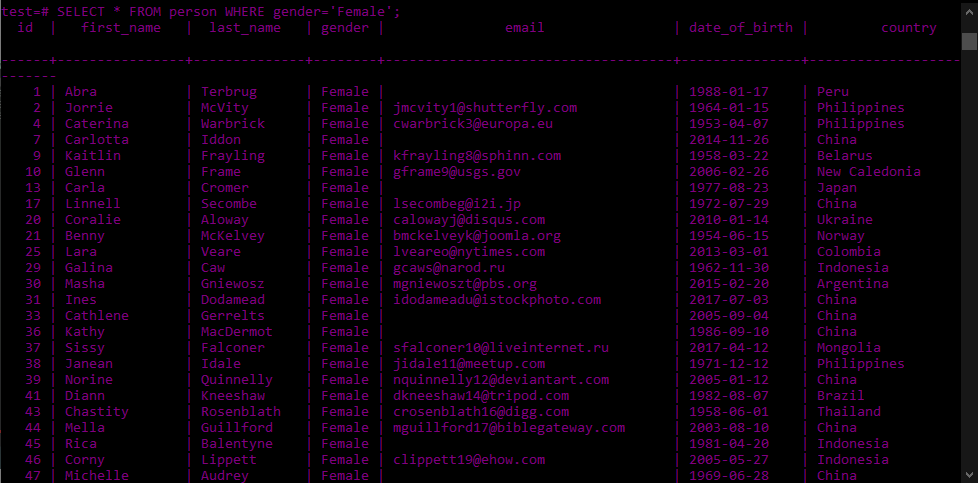 test=# SELECT * FROM person WHERE gender='Female';
id | first_name | last_name | gender | email | date_of_birth | country
------+----------------+--------------+--------+------------------------------------+---------------+-------------------
-------
1 | Abra | Terbrug | Female | | 1988-01-17 | Peru
2 | Jorrie | McVity | Female | jmcvity1@shutterfly.com | 1964-01-15 | Philippines
4 | Caterina | Warbrick | Female | cwarbrick3@europa.eu | 1953-04-07 | Philippines
7 | Carlotta | Iddon | Female | | 2014-11-26 | China
9 | Kaitlin | Frayling | Female | kfrayling8@sphinn.com | 1958-03-22 | Belarus
10 | Glenn | Frame | Female | gframe9@usgs.gov | 2006-02-26 | New Caledonia
13 | Carla | Cromer | Female | | 1977-08-23 | Japan
17 | Linnell | Secombe | Female | lsecombeg@i2i.jp | 1972-07-29 | China
20 | Coralie | Aloway | Female | calowayj@disqus.com | 2010-01-14 | Ukraine
21 | Benny | McKelvey | Female | bmckelveyk@joomla.org | 1954-06-15 | Norway
25 | Lara | Veare | Female | lveareo@nytimes.com | 2013-03-01 | Colombia
29 | Galina | Caw | Female | gcaws@narod.ru | 1962-11-30 | Indonesia
30 | Masha | Gniewosz | Female | mgniewoszt@pbs.org | 2015-02-20 | Argentina
31 | Ines | Dodamead | Female | idodameadu@istockphoto.com | 2017-07-03 | China
33 | Cathlene | Gerrelts | Female | | 2005-09-04 | China
36 | Kathy | MacDermot | Female | | 1986-09-10 | China
37 | Sissy | Falconer | Female | sfalconer10@liveinternet.ru | 2017-04-12 | Mongolia
38 | Janean | Idale | Female | jidale11@meetup.com | 1971-12-12 | Philippines
39 | Norine | Quinnelly | Female | nquinnelly12@deviantart.com | 2005-01-12 | China
41 | Diann | Kneeshaw | Female | dkneeshaw14@tripod.com | 1982-08-07 | Brazil
43 | Chastity | Rosenblath | Female | crosenblath16@digg.com | 1958-06-01 | Thailand
44 | Mella | Guillford | Female | mguillford17@biblegateway.com | 2003-08-10 | China
45 | Rica | Balentyne | Female | | 1981-04-20 | Indonesia
46 | Corny | Lippett | Female | clippett19@ehow.com | 2005-05-27 | Indonesia
47 | Michelle | Audrey | Female | | 1969-06-28 | China